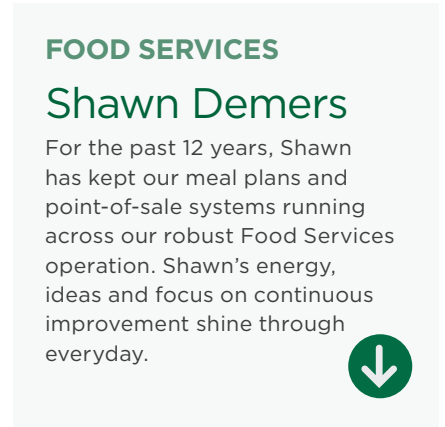 FOOD SERVICES
Shawn Demers
For the past 12 years, Shawn
has kept our meal plans and
point-of-sale systems running
across our robust Food Services
operation. Shawn’s energy,
ideas and focus on continuous
improvement shine through
everyday.